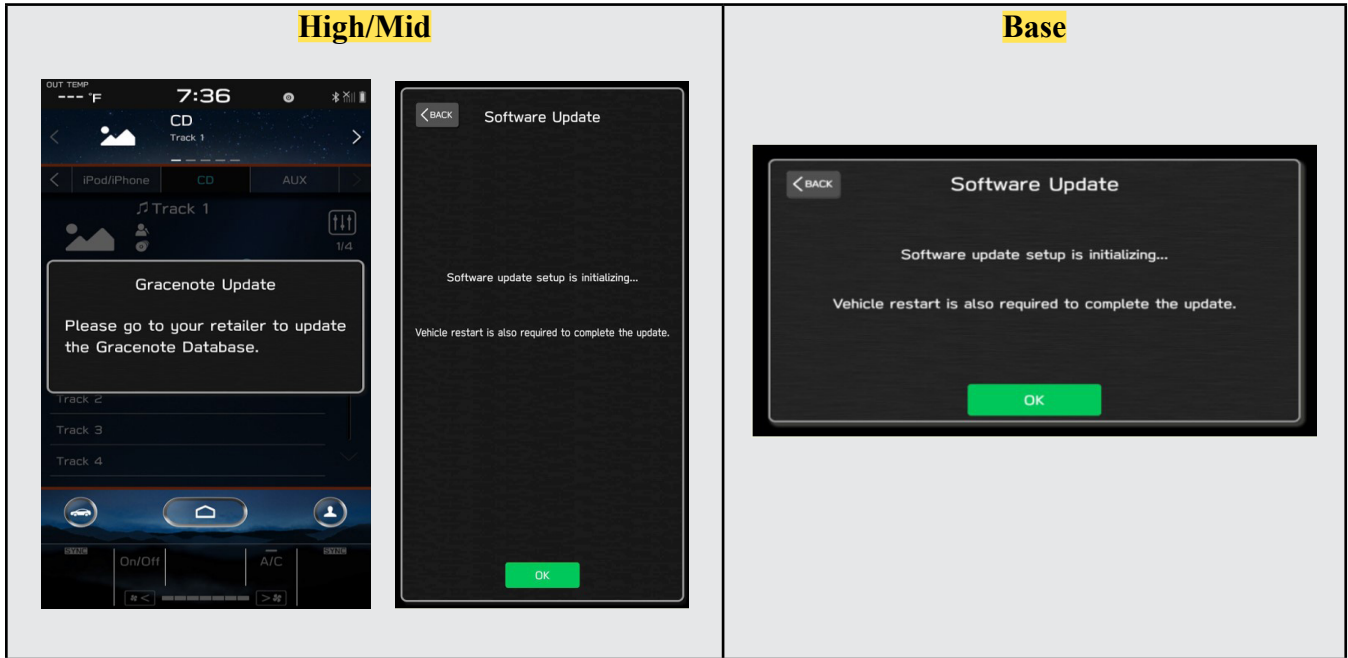 High/Mid
Base
OUT TEMP
--- °F
7:36
CD
Track 1
iPod/iPhone
CD
AUX
Track 1
1/4
Gracenote Update
Please go to your retailer to update
the Gracenote Database.
Track 2
Track 3
Track 4
SYNC
On/Off
A/C
SYNC
BACK
Software Update
Software update setup is initializing...
Vehicle restart is also required to complete the update.
OK
BACK
Software Update
Software update setup is initializing...
Vehicle restart is also required to complete the update.
OK